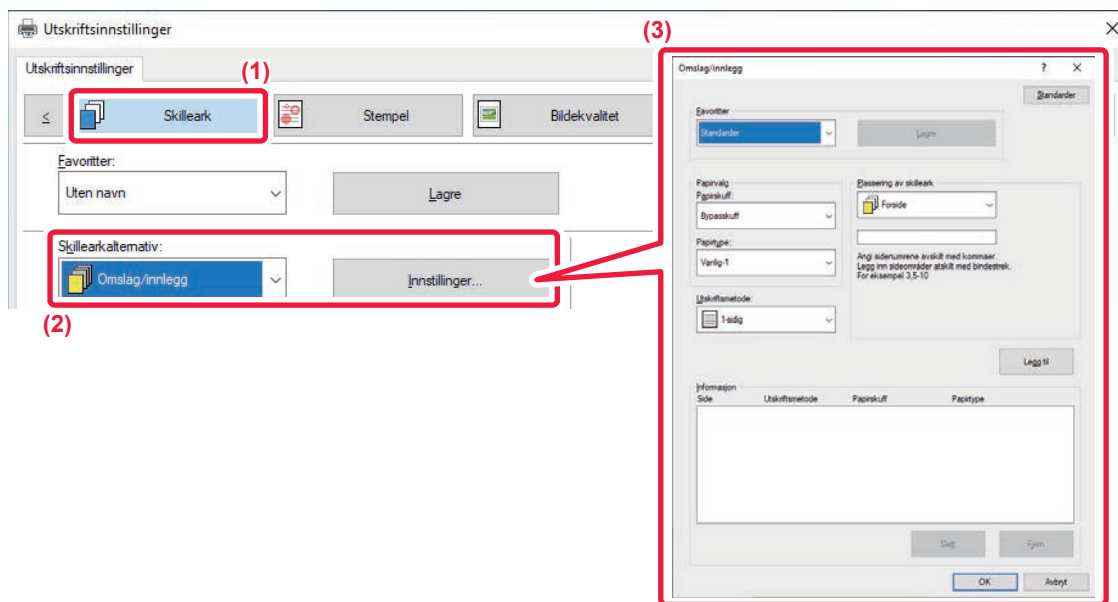 Utskriftsinnstillinger
(3)
Utskriftsinnstillinger
(1)
< Skilleark Stempel Bildekvalitet
Favoritter:
Uten navn Lagre
Skillearkalternativ:
Omslag/innlegg Innstillinger...
(2)
Omslag/innlegg ?
Standarder
Favoritter
Standarder Lagre
Papirvalg Plassering av skilleark
Papirskuff:
Bypasskuff Forside
Papirtype:
Vanlig-1
Angi sidenumrene avskilt med kommaer.
Legg inn sideområder atskilt med bindestrek.
For eksempel 3,5-10
Utskriftsmetode:
1-sidig
Legg til
Informasjon
Side Utskriftsmetode Papirskuff Papirtype
Slett Fjern
OK Avbryt